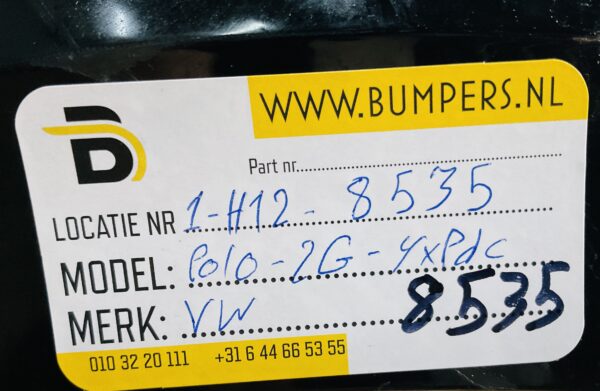 WWW.BUMPERS.NL
B
Part nr.
LOCATIE NR 1-H12-8535
MODEL: Polo-2G-4xPdc
MERK: VW
8535
010 32 20 111 +31 6 44 66 53 55